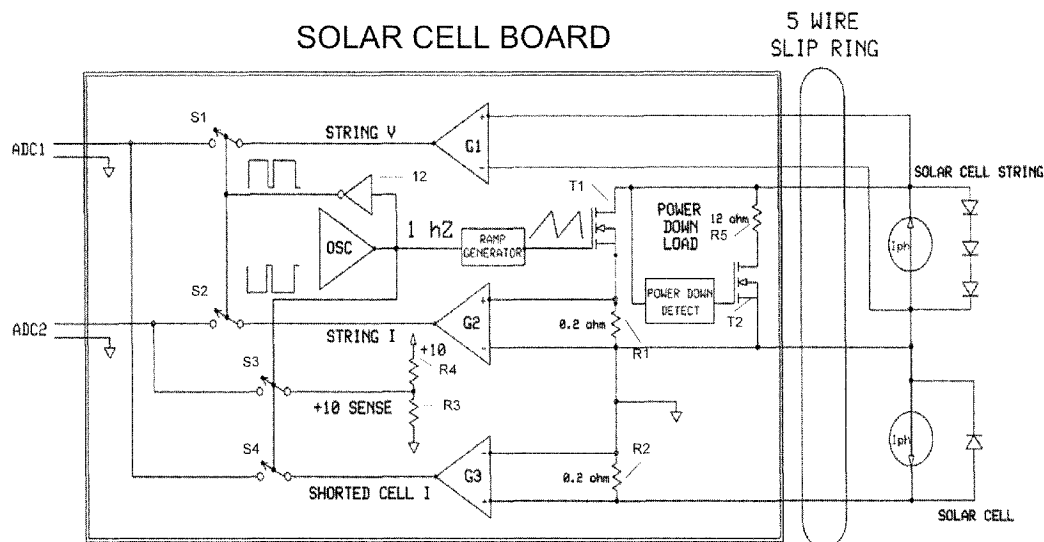 5 WIRE
SLIP RING
SOLAR CELL BOARD
S1
STRING V
G1
ADC1
12
T1
SOLAR CELL STRING
POWER
DOWN
LOAD
12 ohm
R5
OSC
1 hZ
RAMP
GENERATOR
Iph
S2
POWER DOWN
DETECT
T2
ADC2
STRING I
G2
0.2 ohm
R1
+10
R4
S3
+10 SENSE
R3
S4
SHORTED CELL I
G3
0.2 ohm
R2
Iph
SOLAR CELL